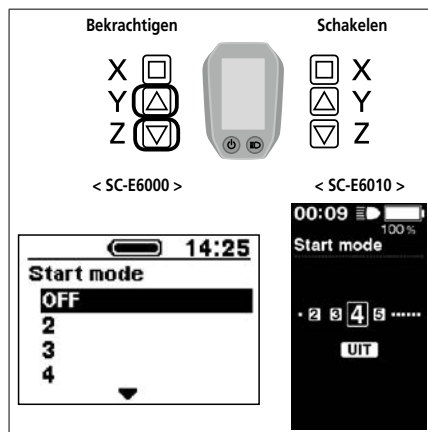 Bekrachtigen Schakelen
X X
Y Y
Z Z
< SC-E6000 > < SC-E6010 >
14:25
Start mode
OFF
2
3
4
00:09
100 %
Start mode
2 3 4 5
UIT